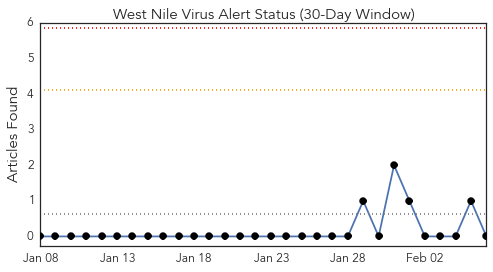 West Nile Virus Alert Status (30-Day Window)
Articles Found
6
5
4
3
2
1
0
Jan 08 Jan 13 Jan 18 Jan 23 Jan 28 Feb 02